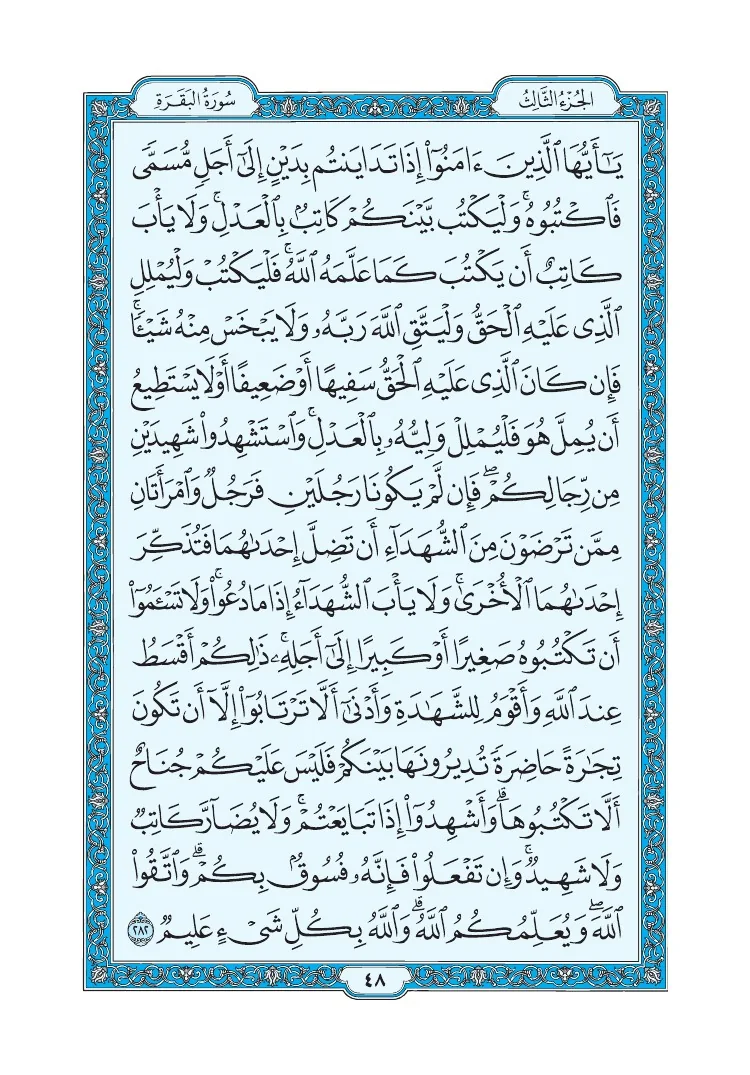 الجُزْءُ الثَّالِثُ
سُورَةُ البَقَرَةِ
يَٰٓأَيُّهَا ٱلَّذِينَ ءَامَنُوٓاْ إِذَا تَدَايَنتُم بِدَيۡنٍ إِلَىٰٓ أَجَلٖ مُّسَمّٗى
فَٱكۡتُبُوهُۚ وَلۡيَكۡتُب بَّيۡنَكُمۡ كَاتِبُۢ بِٱلۡعَدۡلِۚ وَلَا يَأۡبَ
كَاتِبٌ أَن يَكۡتُبَ كَمَا عَلَّمَهُ ٱللَّهُۚ فَلۡيَكۡتُبۡ وَلۡيُمۡلِلِ
ٱلَّذِي عَلَيۡهِ ٱلۡحَقُّ وَلۡيَتَّقِ ٱللَّهَ رَبَّهُۥ وَلَا يَبۡخَسۡ مِنۡهُ شَيۡـٔٗاۚ
فَإِن كَانَ ٱلَّذِي عَلَيۡهِ ٱلۡحَقُّ سَفِيهًا أَوۡ ضَعِيفًا أَوۡ لَا يَسۡتَطِيعُ
أَن يُمِلَّ هُوَ فَلۡيُمۡلِلۡ وَلِيُّهُۥ بِٱلۡعَدۡلِۚ وَٱسۡتَشۡهِدُواْ شَهِيدَيۡنِ
مِن رِّجَالِكُمۡۖ فَإِن لَّمۡ يَكُونَا رَجُلَيۡنِ فَرَجُلٞ وَٱمۡرَأَتَانِ
مِمَّن تَرۡضَوۡنَ مِنَ ٱلشُّهَدَآءِ أَن تَضِلَّ إِحۡدَىٰهُمَا فَتُذَكِّرَ
إِحۡدَىٰهُمَا ٱلۡأُخۡرَىٰۚ وَلَا يَأۡبَ ٱلشُّهَدَآءُ إِذَا مَا دُعُواْۚ وَلَا تَسۡـَٔمُوٓاْ
أَن تَكۡتُبُوهُ صَغِيرًا أَوۡ كَبِيرًا إِلَىٰٓ أَجَلِهِۦۚ ذَٰلِكُمۡ أَقۡسَطُ
عِندَ ٱللَّهِ وَأَقۡوَمُ لِلشَّهَٰدَةِ وَأَدۡنَىٰٓ أَلَّا تَرۡتَابُوٓاْ إِلَّآ أَن تَكُونَ
تِجَٰرَةً حَاضِرَةٗ تُدِيرُونَهَا بَيۡنَكُمۡ فَلَيۡسَ عَلَيۡكُمۡ جُنَاحٌ
أَلَّا تَكۡتُبُوهَاۗ وَأَشۡهِدُوٓاْ إِذَا تَبَايَعۡتُمۡۚ وَلَا يُضَآرَّ كَاتِبٞ
وَلَا شَهِيدٞۚ وَإِن تَفۡعَلُواْ فَإِنَّهُۥ فُسُوقُۢ بِكُمۡۗ وَٱتَّقُواْ
ٱللَّهَۖ وَيُعَلِّمُكُمُ ٱللَّهُۗ وَٱللَّهُ بِكُلِّ شَيۡءٍ عَلِيمٞ ٢٨٢
٤٨